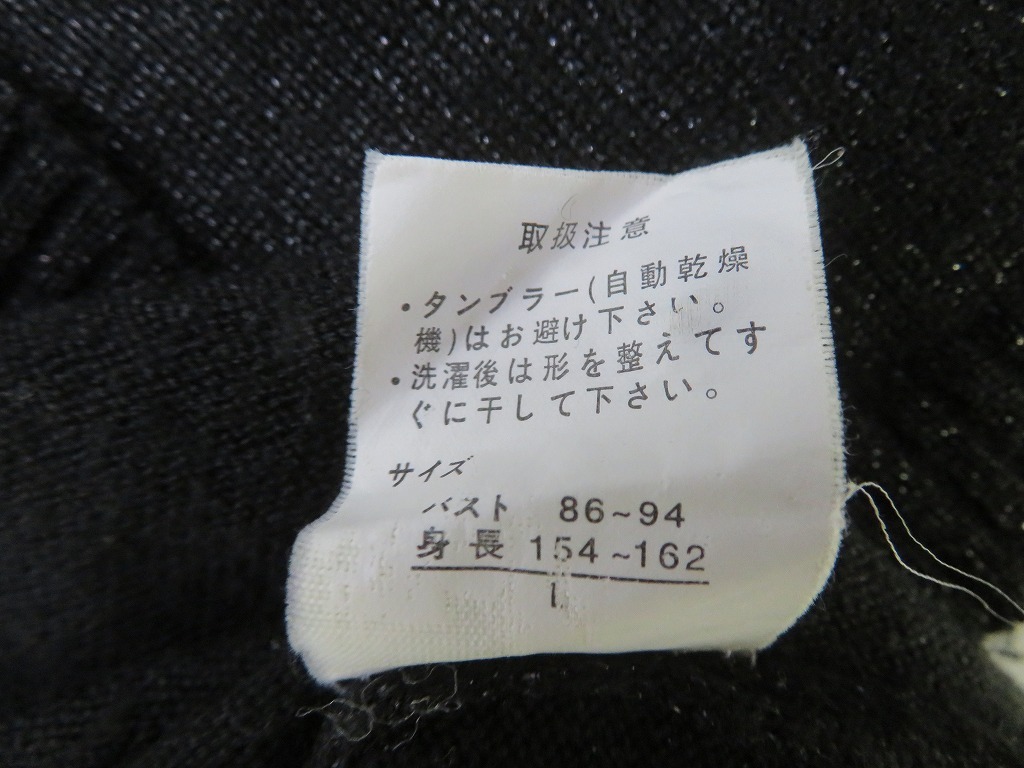 取扱注意
・タンブラー(自動乾燥
機)はお避け下さい。
・洗濯後は形を整えてす
ぐに干して下さい。
サイズ
バスト 86~94
身長 154~162
L